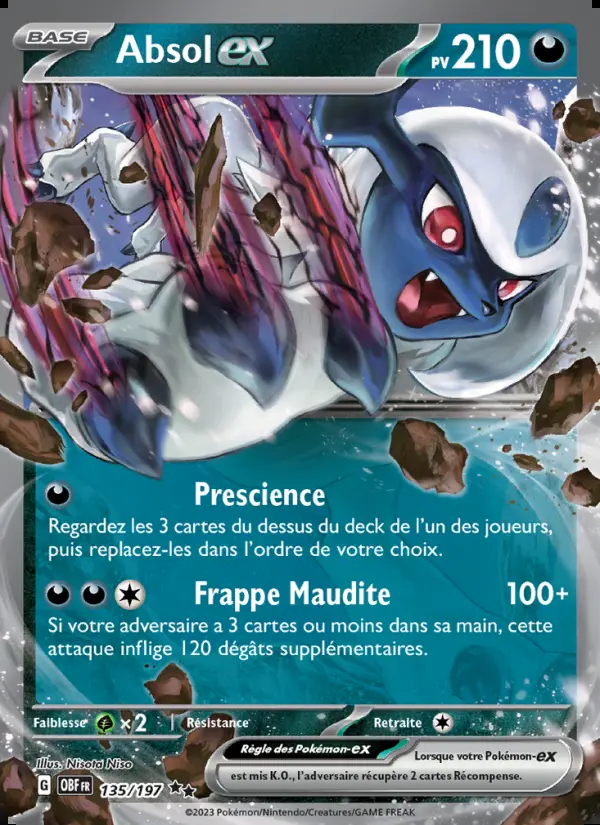 BASE Absol ex PV 210
Prescience
Regardez les 3 cartes du dessus du deck de l'un des joueurs,
puis replacez-les dans l'ordre de votre choix.
Frappe Maudite 100+
Si votre adversaire a 3 cartes ou moins dans sa main, cette
attaque inflige 120 dégâts supplémentaires.
Faiblesse ×2 Résistance Retraite
Illus. Nisota Niso
Règle des Pokémon-ex Lorsque votre Pokémon-ex
est mis K.O., l'adversaire récupère 2 cartes Récompense.
G OBF FR 135/197
©2023 Pokémon/Nintendo/Creatures/GAME FREAK